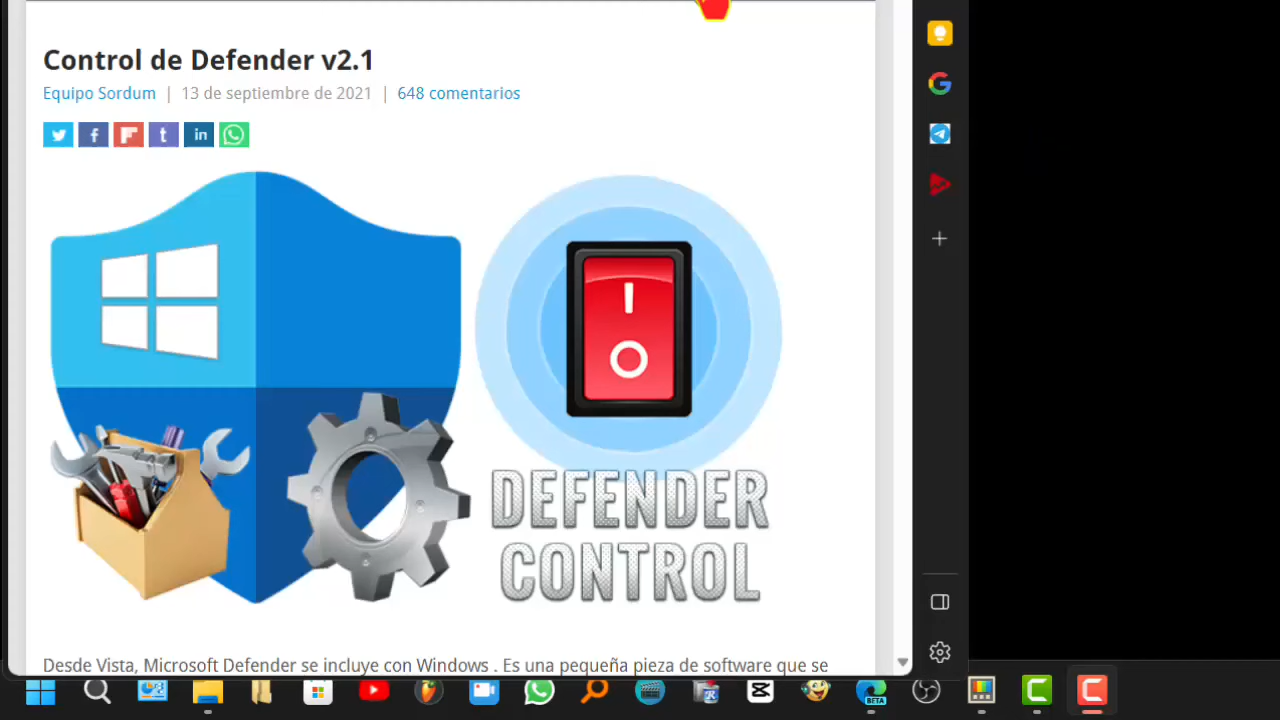 Control de Defender v2.1
Equipo Sordum | 13 de septiembre de 2021 | 648 comentarios
DEFENDER
CONTROL
Desde Vista, Microsoft Defender se incluye con Windows . Es una pequeña pieza de software que se
BETA